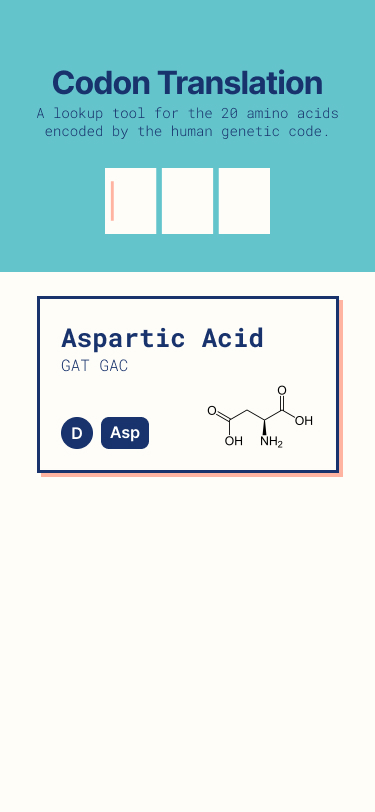 Codon Translation
A lookup tool for the 20 amino acids
encoded by the human genetic code.
Aspartic Acid
GAT GAC
D Asp
O
O
OH
OH NH₂